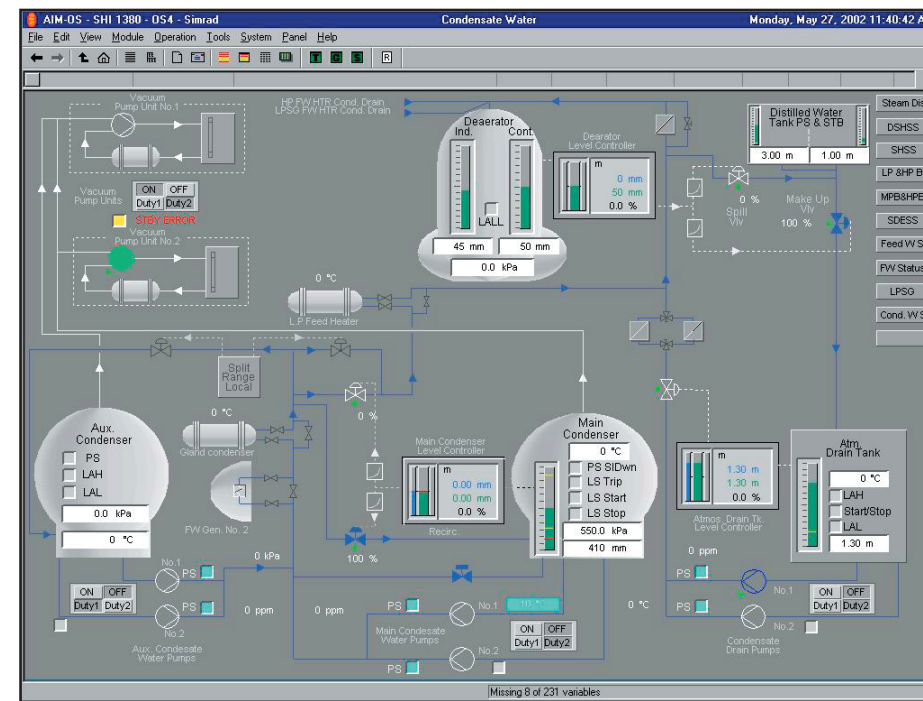 AIM-OS - SHI 1380 - OS4 - Simrad
Condensate Water
Monday, May 27, 2002 11:40:42 A
File Edit View Module Operation Tools System Panel Help
T G S R
Vacuum
Pump Unit No.1
Vacuum
Pump Units
ON OFF
Duty1 Duty2
STBY ERROR
Vacuum
Pump Unit No.2
HP FW HTR Cond. Drain
LPSG FW HTR Cond. Drain
Deaerator
Ind. Cont.
LALL
45 mm 50 mm
0.0 kPa
Dearator
Level Controller
m
0 mm
50 mm
0.0 %
Distilled Water
Tank PS & STB
3.00 m 1.00 m
0 %
Spill
Vlv
Make Up
Vlv
100 %
Steam Dis
DSHSS
SHSS
LP &HP B
MPB&HPE
SDESS
Feed W S
FW Status
LPSG
Cond. W S
0 °C
L.P Feed Heater
Split
Range
Local
0 %
0 °C
Gland condenser
FW Gen. No. 2
Aux.
Condenser
PS
LAH
LAL
0.0 kPa
0 °C
Main Condenser
Level Controller
m
0.00 mm
0.00 mm
0.0 %
Recirc.
100 %
Main
Condenser
0 °C
PS SlDwn
LS Trip
LS Start
LS Stop
550.0 kPa
410 mm
m
1.30 m
1.30 m
0.0 %
Atmos. Drain Tk.
Level Controller
Atm.
Drain Tank
0 °C
LAH
Start/Stop
LAL
1.30 m
ON OFF
Duty1 Duty2
No.1
PS
PS
No.2
Aux. Condesate
Water Pumps
0 kPa
0 ppm
0 ppm
PS
No.1
10 °C
Main Condesate
Water Pumps
ON OFF
Duty1 Duty2
No.2
PS
0 °C
0 ppm
PS
No.1
PS
No.2
ON OFF
Duty1 Duty2
Condensate
Drain Pumps
Missing 8 of 231 variables